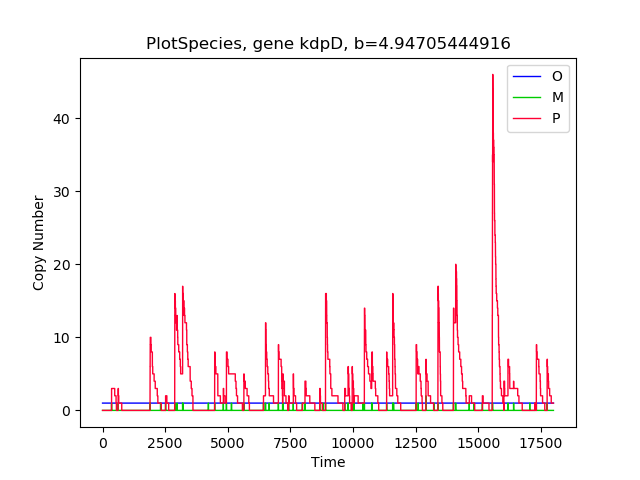 PlotSpecies, gene kdpD, b=4.94705444916
O
M
P
40
30
20
10
0
Copy Number
0 2500 5000 7500 10000 12500 15000 17500
Time